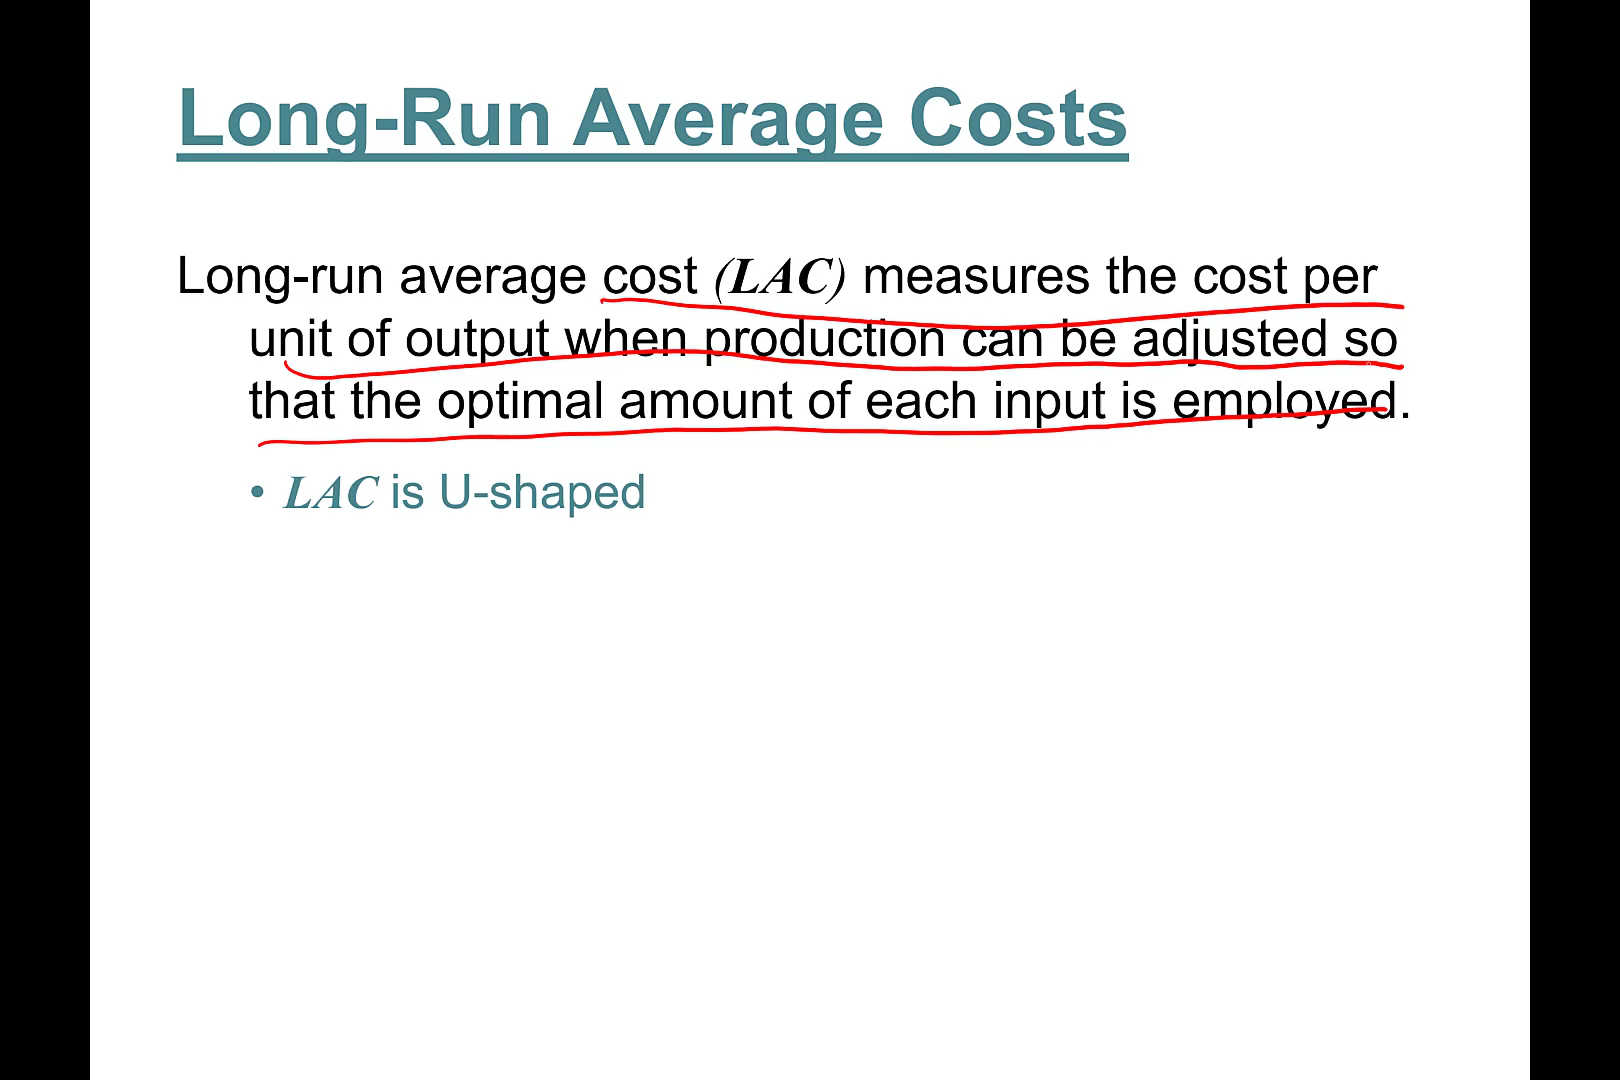 Long-Run Average Costs
Long-run average cost (LAC) measures the cost per
unit of output when production can be adjusted so
that the optimal amount of each input is employed.
• LAC is U-shaped